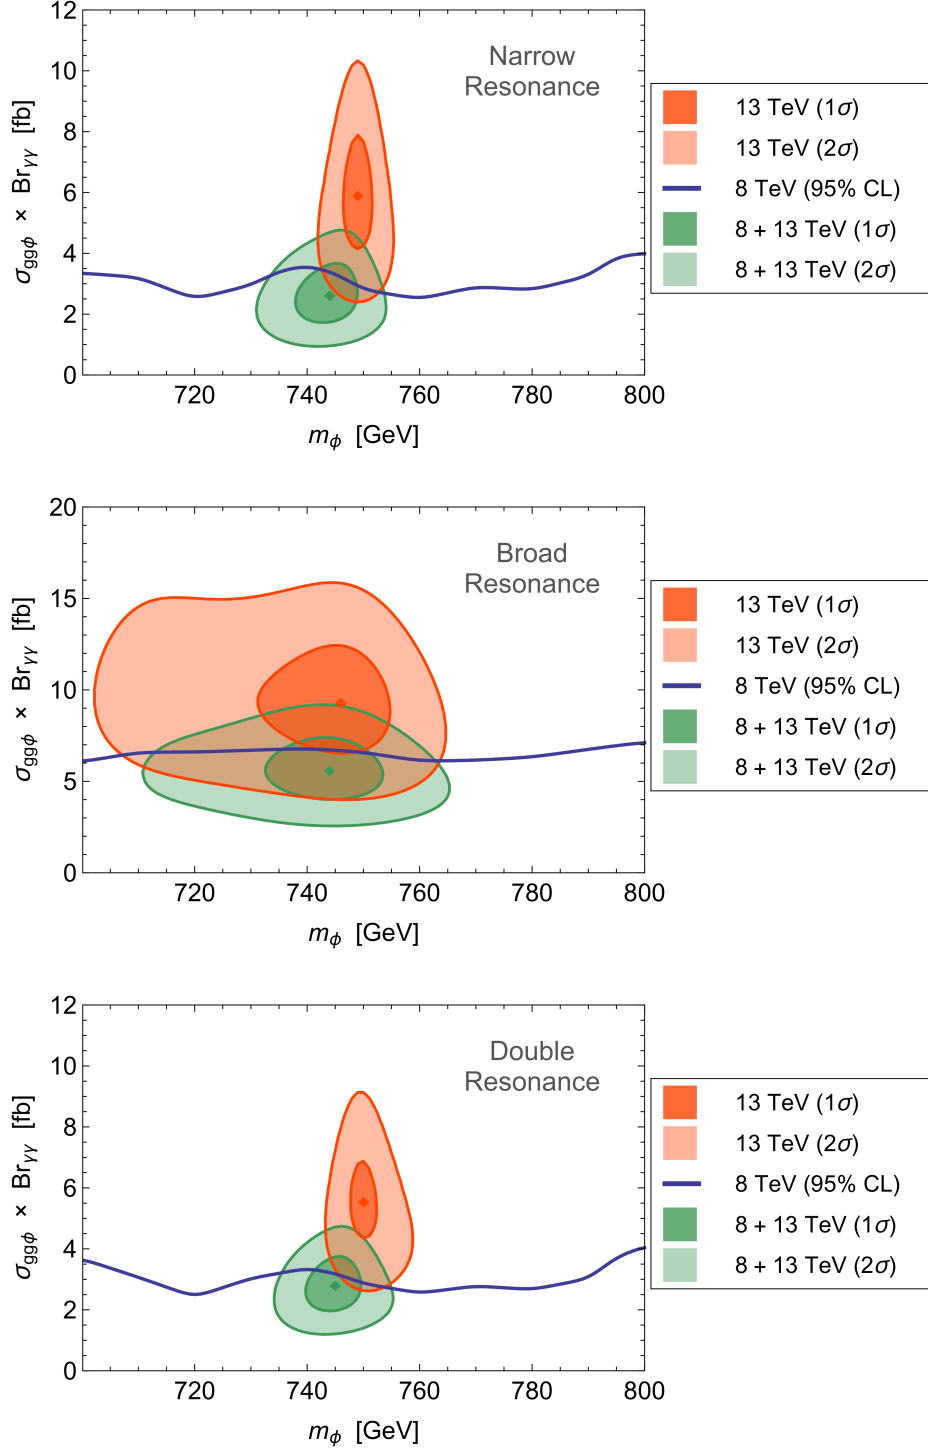 12
10
8
6
4
2
0
σggφ × Brγγ [fb]
Narrow
Resonance
720 740 760 780 800
mφ [GeV]
13 TeV (1σ)
13 TeV (2σ)
8 TeV (95% CL)
8 + 13 TeV (1σ)
8 + 13 TeV (2σ)
20
15
10
5
0
σggφ × Brγγ [fb]
Broad
Resonance
720 740 760 780 800
mφ [GeV]
13 TeV (1σ)
13 TeV (2σ)
8 TeV (95% CL)
8 + 13 TeV (1σ)
8 + 13 TeV (2σ)
12
10
8
6
4
2
0
σggφ × Brγγ [fb]
Double
Resonance
720 740 760 780 800
mφ [GeV]
13 TeV (1σ)
13 TeV (2σ)
8 TeV (95% CL)
8 + 13 TeV (1σ)
8 + 13 TeV (2σ)